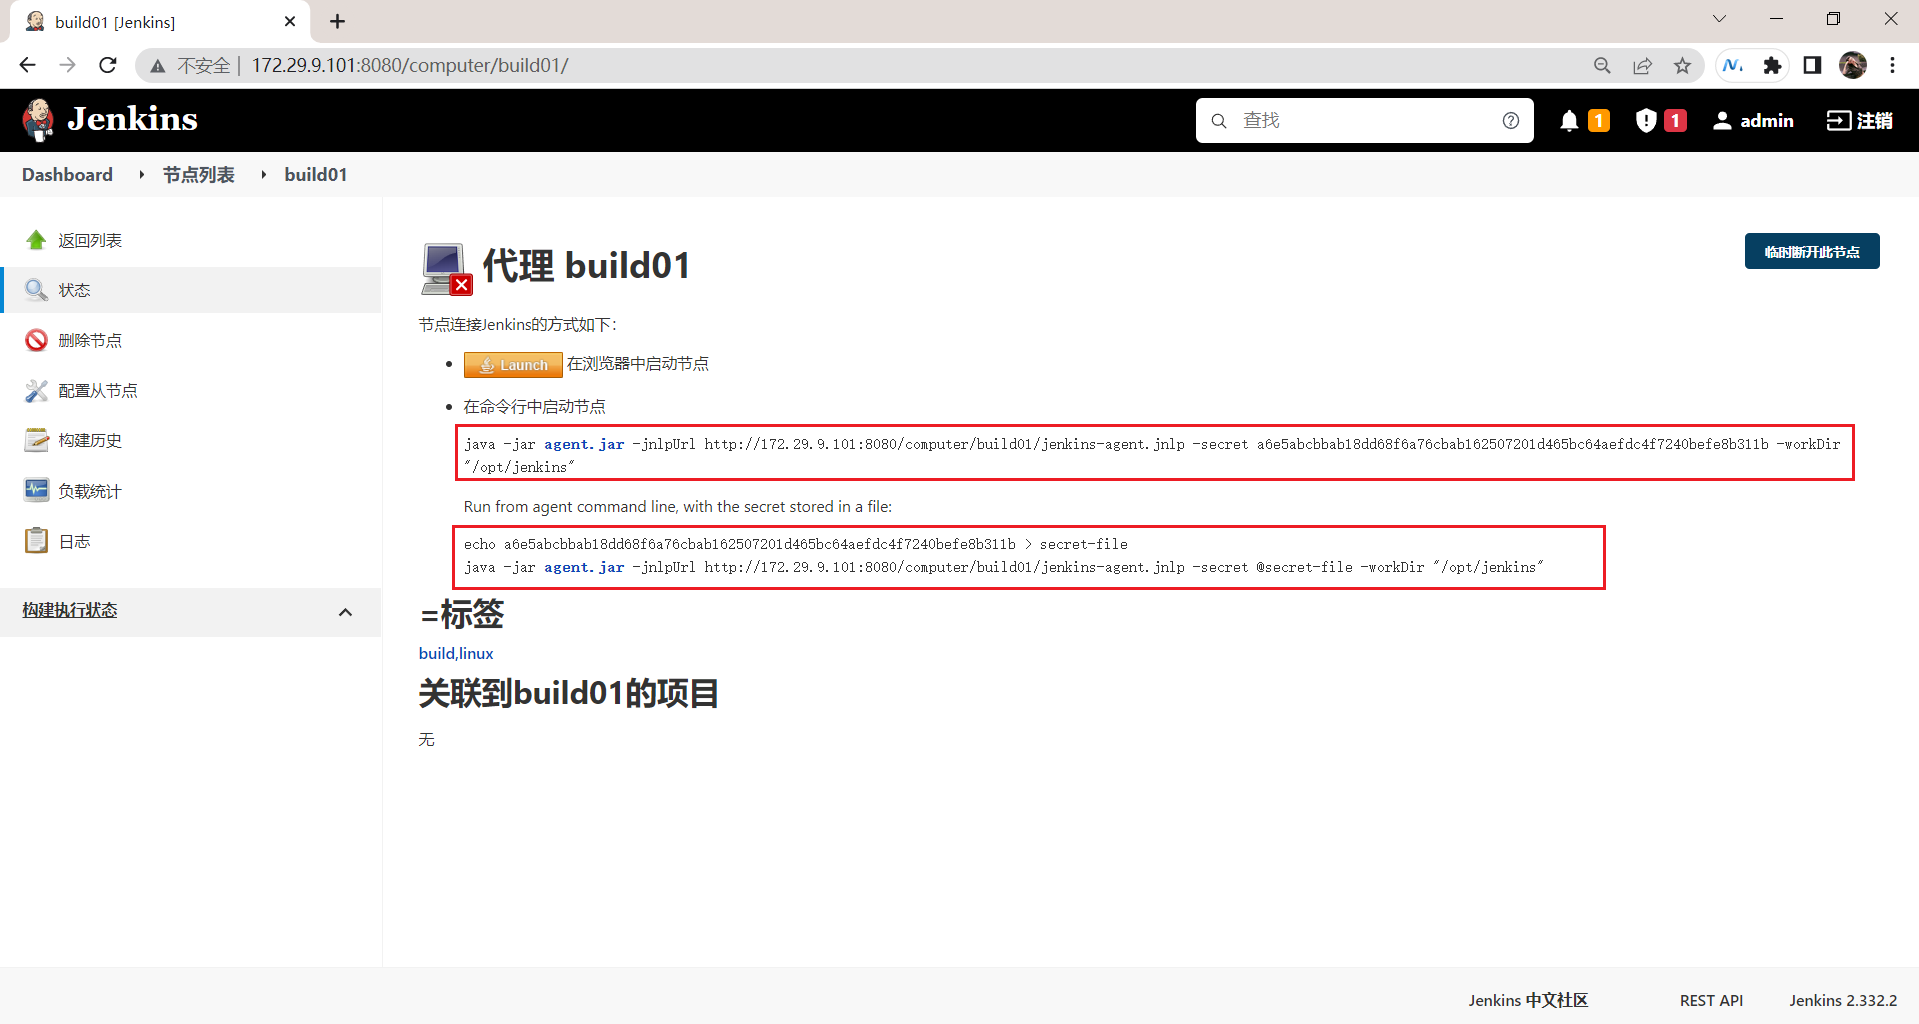 build01 [Jenkins]
不安全 | 172.29.9.101:8080/computer/build01/
Jenkins
查找
1
1
admin
注销
Dashboard
节点列表
build01
返回列表
状态
删除节点
配置从节点
构建历史
负载统计
日志
构建执行状态
代理 build01
临时断开此节点
节点连接Jenkins的方式如下:
Launch 在浏览器中启动节点
在命令行中启动节点
java -jar agent.jar -jnlpUrl http://172.29.9.101:8080/computer/build01/jenkins-agent.jnlp -secret a6e5abcbbab18dd68f6a76cbab162507201d465bc64aefdc4f7240befe8b311b -workDir
"/opt/jenkins"
Run from agent command line, with the secret stored in a file:
echo a6e5abcbbab18dd68f6a76cbab162507201d465bc64aefdc4f7240befe8b311b > secret-file
java -jar agent.jar -jnlpUrl http://172.29.9.101:8080/computer/build01/jenkins-agent.jnlp -secret @secret-file -workDir "/opt/jenkins"
=标签
build,linux
关联到build01的项目
无
Jenkins 中文社区
REST API
Jenkins 2.332.2